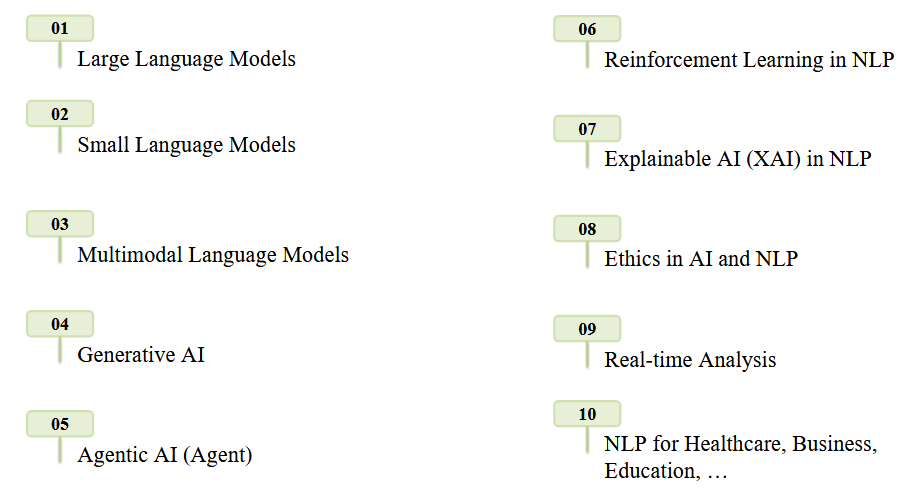 01
Large Language Models
02
Small Language Models
03
Multimodal Language Models
04
Generative AI
05
Agentic AI (Agent)
06
Reinforcement Learning in NLP
07
Explainable AI (XAI) in NLP
08
Ethics in AI and NLP
09
Real-time Analysis
10
NLP for Healthcare, Business,
Education, …